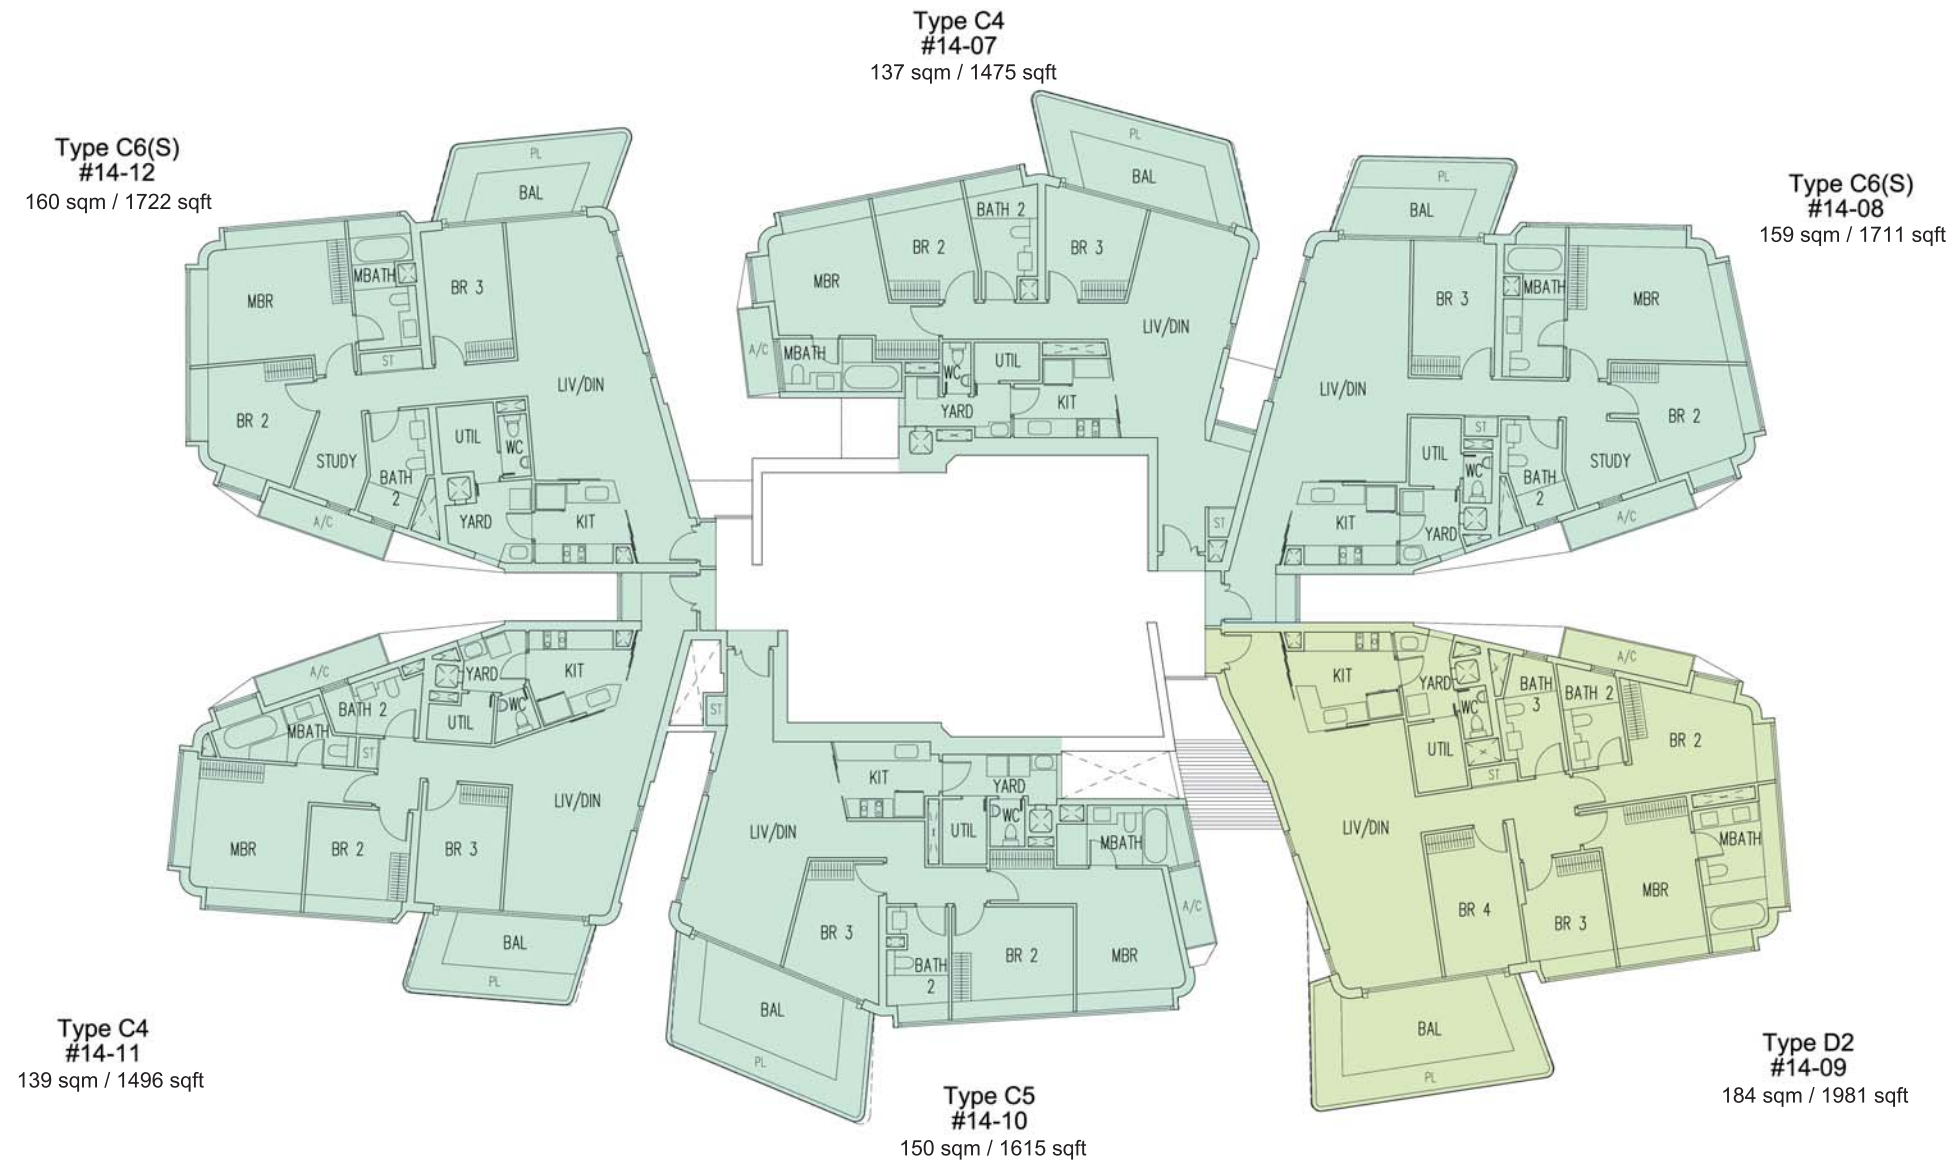 Type C4
#14-07
137 sqm / 1475 sqft
Type C6(S)
#14-12
160 sqm / 1722 sqft
Type C6(S)
#14-08
159 sqm / 1711 sqft
PL
BAL
MBR
MBATH
BR 3
ST
BR 2
STUDY
BATH
2
UTIL
WC
YARD
KIT
LIV/DIN
A/C
PL
BAL
BATH 2
BR 2
BR 3
MBR
LIV/DIN
A/C
MBATH
WC
UTIL
YARD
KIT
ST
PL
BAL
BR 3
MBATH
MBR
LIV/DIN
ST
UTIL
WC
BATH
2
STUDY
BR 2
KIT
YARD
A/C
A/C
YARD
KIT
BATH 2
MBATH
WC
UTIL
ST
MBR
BR 2
BR 3
LIV/DIN
BAL
PL
ST
KIT
YARD
LIV/DIN
UTIL
WC
MBATH
BR 3
BATH
2
BR 2
MBR
A/C
BAL
PL
KIT
YARD
WC
BATH
3
BATH 2
A/C
UTIL
ST
BR 2
LIV/DIN
MBATH
BR 4
BR 3
MBR
BAL
PL
Type C4
#14-11
139 sqm / 1496 sqft
Type C5
#14-10
150 sqm / 1615 sqft
Type D2
#14-09
184 sqm / 1981 sqft